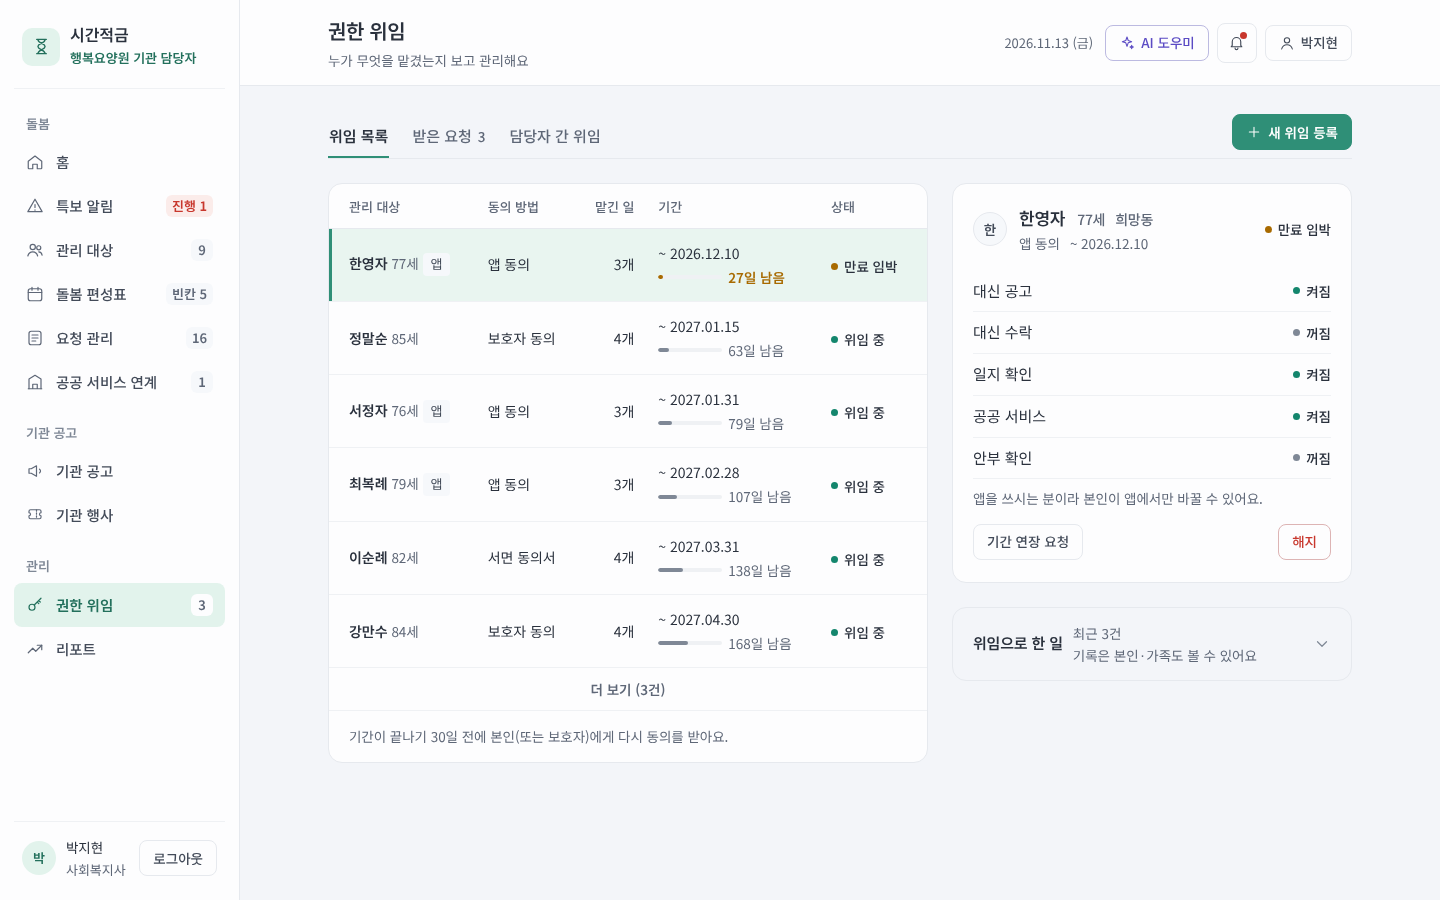 시간적금
행복요양원 기관 담당자
돌봄
홈
특보 알림 진행 1
관리 대상 9
돌봄 편성표 빈칸 5
요청 관리 16
공공 서비스 연계 1
기관 공고
기관 공고
기관 행사
관리
권한 위임 3
리포트
박
박지현
사회복지사
로그아웃
권한 위임
누가 무엇을 맡겼는지 보고 관리해요
2026.11.13 (금)
AI 도우미
박지현
위임 목록 받은 요청 3 담당자 간 위임
새 위임 등록
관리 대상 동의 방법 맡긴 일 기간 상태
한영자 77세 앱 앱 동의 3개 ~ 2026.12.10 27일 남음 만료 임박
정말순 85세 보호자 동의 4개 ~ 2027.01.15 63일 남음 위임 중
서정자 76세 앱 앱 동의 3개 ~ 2027.01.31 79일 남음 위임 중
최복례 79세 앱 앱 동의 3개 ~ 2027.02.28 107일 남음 위임 중
이순례 82세 서면 동의서 4개 ~ 2027.03.31 138일 남음 위임 중
강만수 84세 보호자 동의 4개 ~ 2027.04.30 168일 남음 위임 중
더 보기 (3건)
기간이 끝나기 30일 전에 본인(또는 보호자)에게 다시 동의를 받아요.
한
한영자 77세 희망동
앱 동의 ~ 2026.12.10
만료 임박
대신 공고 켜짐
대신 수락 꺼짐
일지 확인 켜짐
공공 서비스 켜짐
안부 확인 꺼짐
앱을 쓰시는 분이라 본인이 앱에서만 바꿀 수 있어요.
기간 연장 요청 해지
위임으로 한 일
최근 3건
기록은 본인·가족도 볼 수 있어요